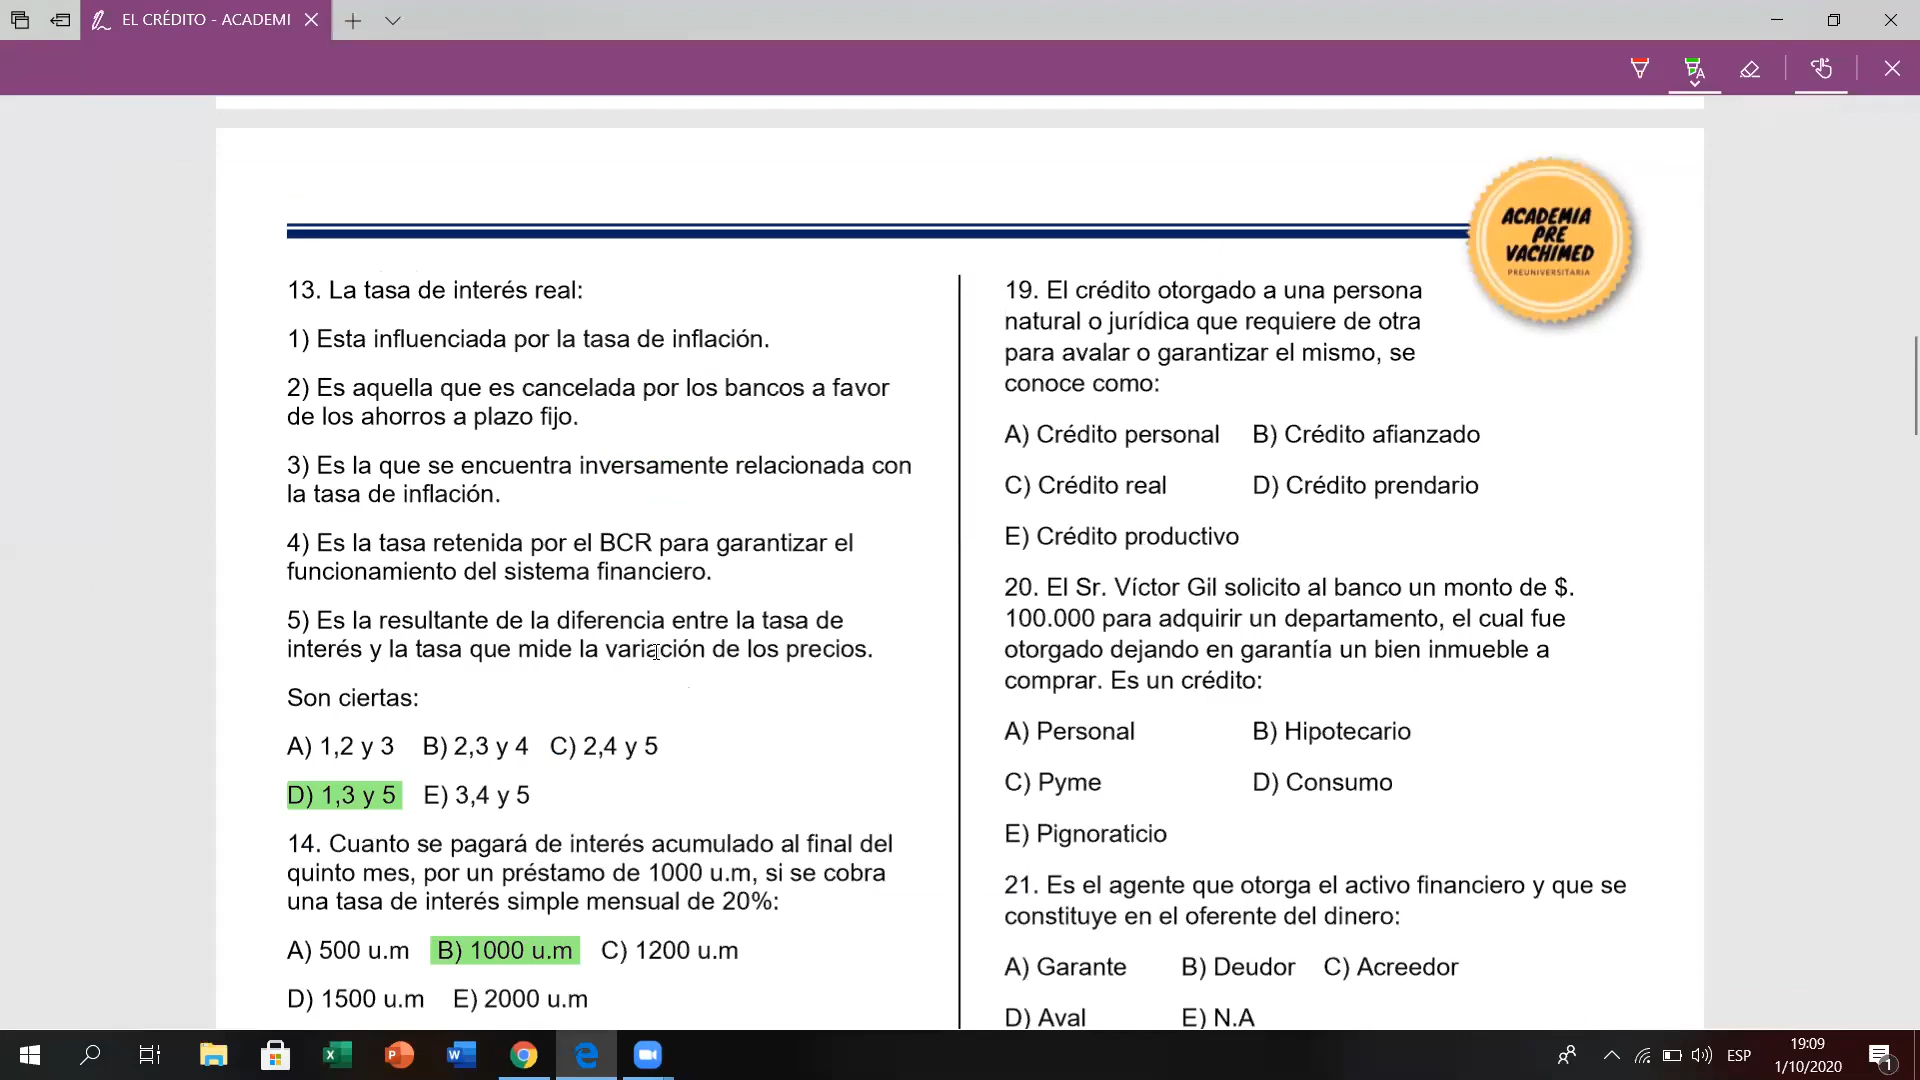 EL CRÉDITO - ACADEMI
ACADEMIA
PRE
VACHIMED
PREUNIVERSITARIA
13. La tasa de interés real:
1) Esta influenciada por la tasa de inflación.
2) Es aquella que es cancelada por los bancos a favor
de los ahorros a plazo fijo.
3) Es la que se encuentra inversamente relacionada con
la tasa de inflación.
4) Es la tasa retenida por el BCR para garantizar el
funcionamiento del sistema financiero.
5) Es la resultante de la diferencia entre la tasa de
interés y la tasa que mide la variación de los precios.
Son ciertas:
A) 1,2 y 3 B) 2,3 y 4 C) 2,4 y 5
D) 1,3 y 5 E) 3,4 y 5
14. Cuanto se pagará de interés acumulado al final del
quinto mes, por un préstamo de 1000 u.m, si se cobra
una tasa de interés simple mensual de 20%:
A) 500 u.m B) 1000 u.m C) 1200 u.m
D) 1500 u.m E) 2000 u.m
19. El crédito otorgado a una persona
natural o jurídica que requiere de otra
para avalar o garantizar el mismo, se
conoce como:
A) Crédito personal B) Crédito afianzado
C) Crédito real D) Crédito prendario
E) Crédito productivo
20. El Sr. Víctor Gil solicito al banco un monto de $.
100.000 para adquirir un departamento, el cual fue
otorgado dejando en garantía un bien inmueble a
comprar. Es un crédito:
A) Personal B) Hipotecario
C) Pyme D) Consumo
E) Pignoraticio
21. Es el agente que otorga el activo financiero y que se
constituye en el oferente del dinero:
A) Garante B) Deudor C) Acreedor
D) Aval E) N.A
ESP
19:09
1/10/2020
1